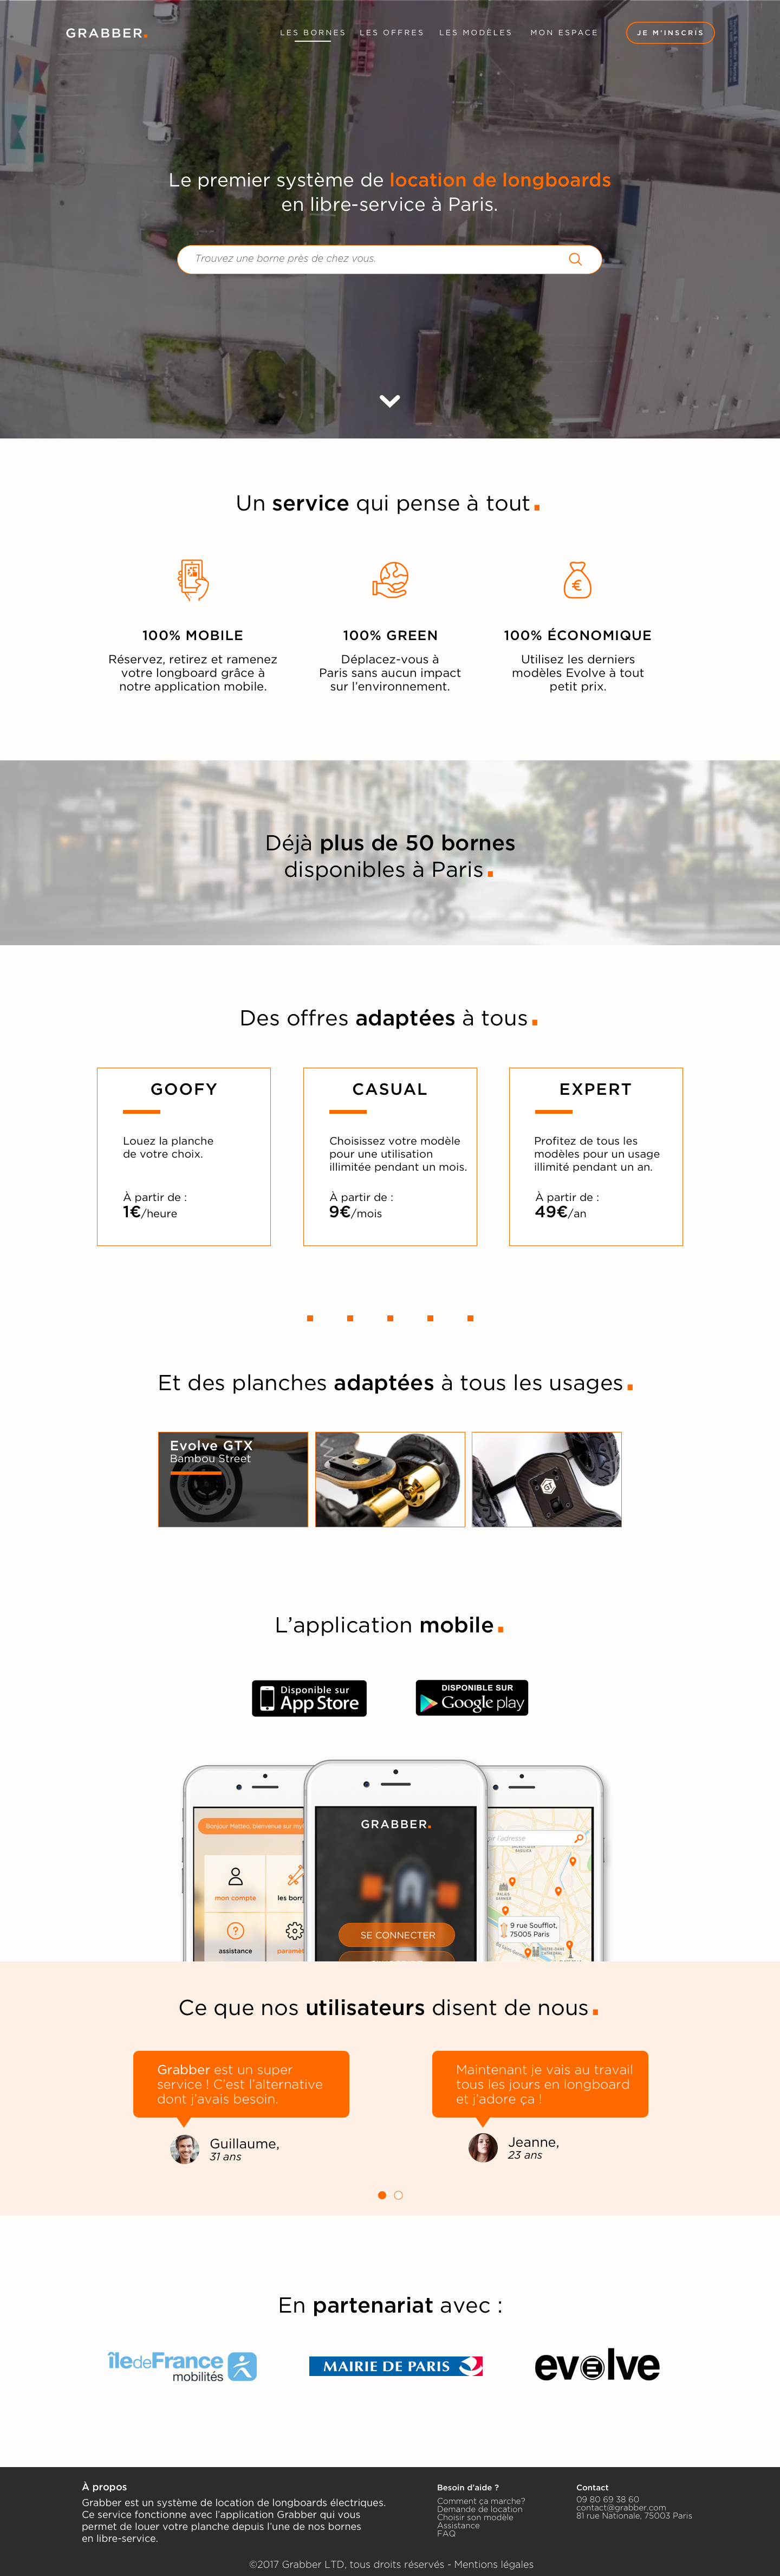 GRABBER.
LES BORNES LES OFFRES LES MODÈLES MON ESPACE JE M'INSCRIS
Le premier système de location de longboards
en libre-service à Paris.
Trouvez une borne près de chez vous.
Un service qui pense à tout.
100% MOBILE
Réservez, retirez et ramenez
votre longboard grâce à
notre application mobile.
100% GREEN
Déplacez-vous à
Paris sans aucun impact
sur l'environnement.
€
100% ÉCONOMIQUE
Utilisez les derniers
modèles Evolve à tout
petit prix.
Déjà plus de 50 bornes
disponibles à Paris.
Des offres adaptées à tous.
GOOFY
Louez la planche
de votre choix.
À partir de :
1€/heure
CASUAL
Choisissez votre modèle
pour une utilisation
illimitée pendant un mois.
À partir de :
9€/mois
EXPERT
Profitez de tous les
modèles pour un usage
illimité pendant un an.
À partir de :
49€/an
Et des planches adaptées à tous les usages.
Evolve GTX
Bambou Street
GT
L'application mobile.
Disponible sur
App Store
DISPONIBLE SUR
Google play
Bonjour Matteo, bienvenue sur my
mon compte
les bor
assistance
paramèt
GRABBER.
SE CONNECTER
ir l'adresse
PALAIS
GARNIER
9 rue Soufflot,
75005 Paris
NOTRE-DAME
Ce que nos utilisateurs disent de nous.
Grabber est un super
service ! C'est l'alternative
dont j'avais besoin.
Guillaume,
31 ans
Maintenant je vais au travail
tous les jours en longboard
et j'adore ça !
Jeanne,
23 ans
En partenariat avec :
îledeFrance
mobilités
MAIRIE DE PARIS
evolve
À propos
Grabber est un système de location de longboards électriques.
Ce service fonctionne avec l'application Grabber qui vous
permet de louer votre planche depuis l'une de nos bornes
en libre-service.
Besoin d'aide ?
Comment ça marche?
Demande de location
Choisir son modèle
Assistance
FAQ
Contact
09 80 69 38 60
contact@grabber.com
81 rue Nationale, 75003 Paris
©2017 Grabber LTD, tous droits réservés - Mentions légales